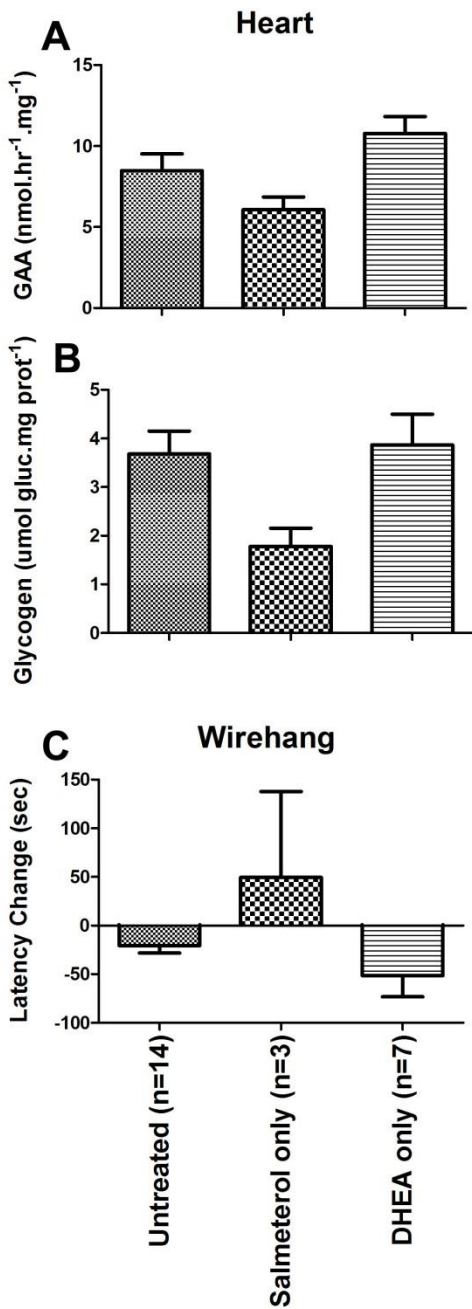 A
Heart
GAA (nmol.hr⁻¹.mg⁻¹)
15
10
5
0
B
Glycogen (umol gluc.mg prot⁻¹)
5
4
3
2
1
0
C
Wirehang
Latency Change (sec)
150
100
50
0
-50
-100
Untreated (n=14)
Salmeterol only (n=3)
DHEA only (n=7)